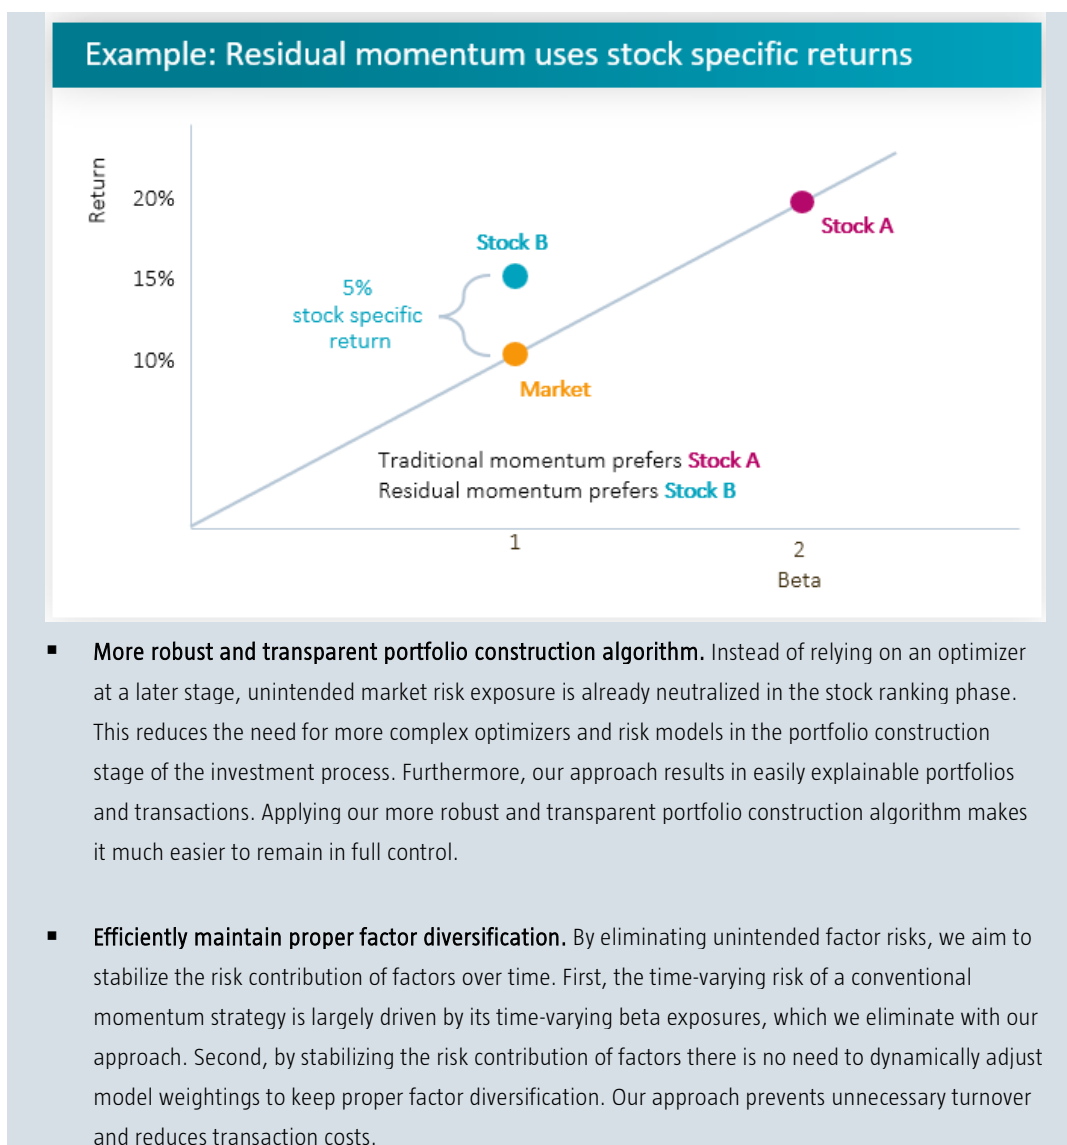 Example: Residual momentum uses stock specific returns
Return
20%
15%
10%
Stock A
Stock B
5%
stock specific
return
Market
Traditional momentum prefers Stock A
Residual momentum prefers Stock B
1
2
Beta
▪ More robust and transparent portfolio construction algorithm. Instead of relying on an optimizer
at a later stage, unintended market risk exposure is already neutralized in the stock ranking phase.
This reduces the need for more complex optimizers and risk models in the portfolio construction
stage of the investment process. Furthermore, our approach results in easily explainable portfolios
and transactions. Applying our more robust and transparent portfolio construction algorithm makes
it much easier to remain in full control.
▪ Efficiently maintain proper factor diversification. By eliminating unintended factor risks, we aim to
stabilize the risk contribution of factors over time. First, the time-varying risk of a conventional
momentum strategy is largely driven by its time-varying beta exposures, which we eliminate with our
approach. Second, by stabilizing the risk contribution of factors there is no need to dynamically adjust
model weightings to keep proper factor diversification. Our approach prevents unnecessary turnover
and reduces transaction costs.